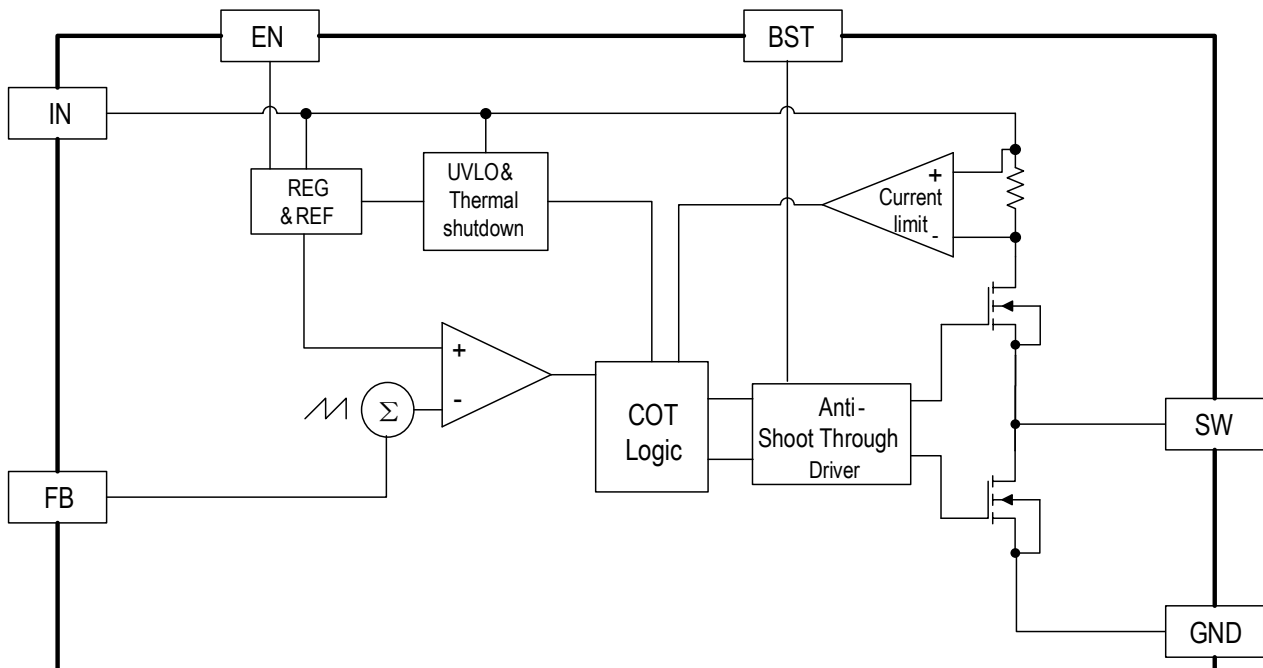 EN
BST
IN
REG
& REF
UVLO &
Thermal
shutdown
+
Current
limit
-
+
-
Σ
COT
Logic
Anti-
Shoot Through
Driver
SW
FB
GND